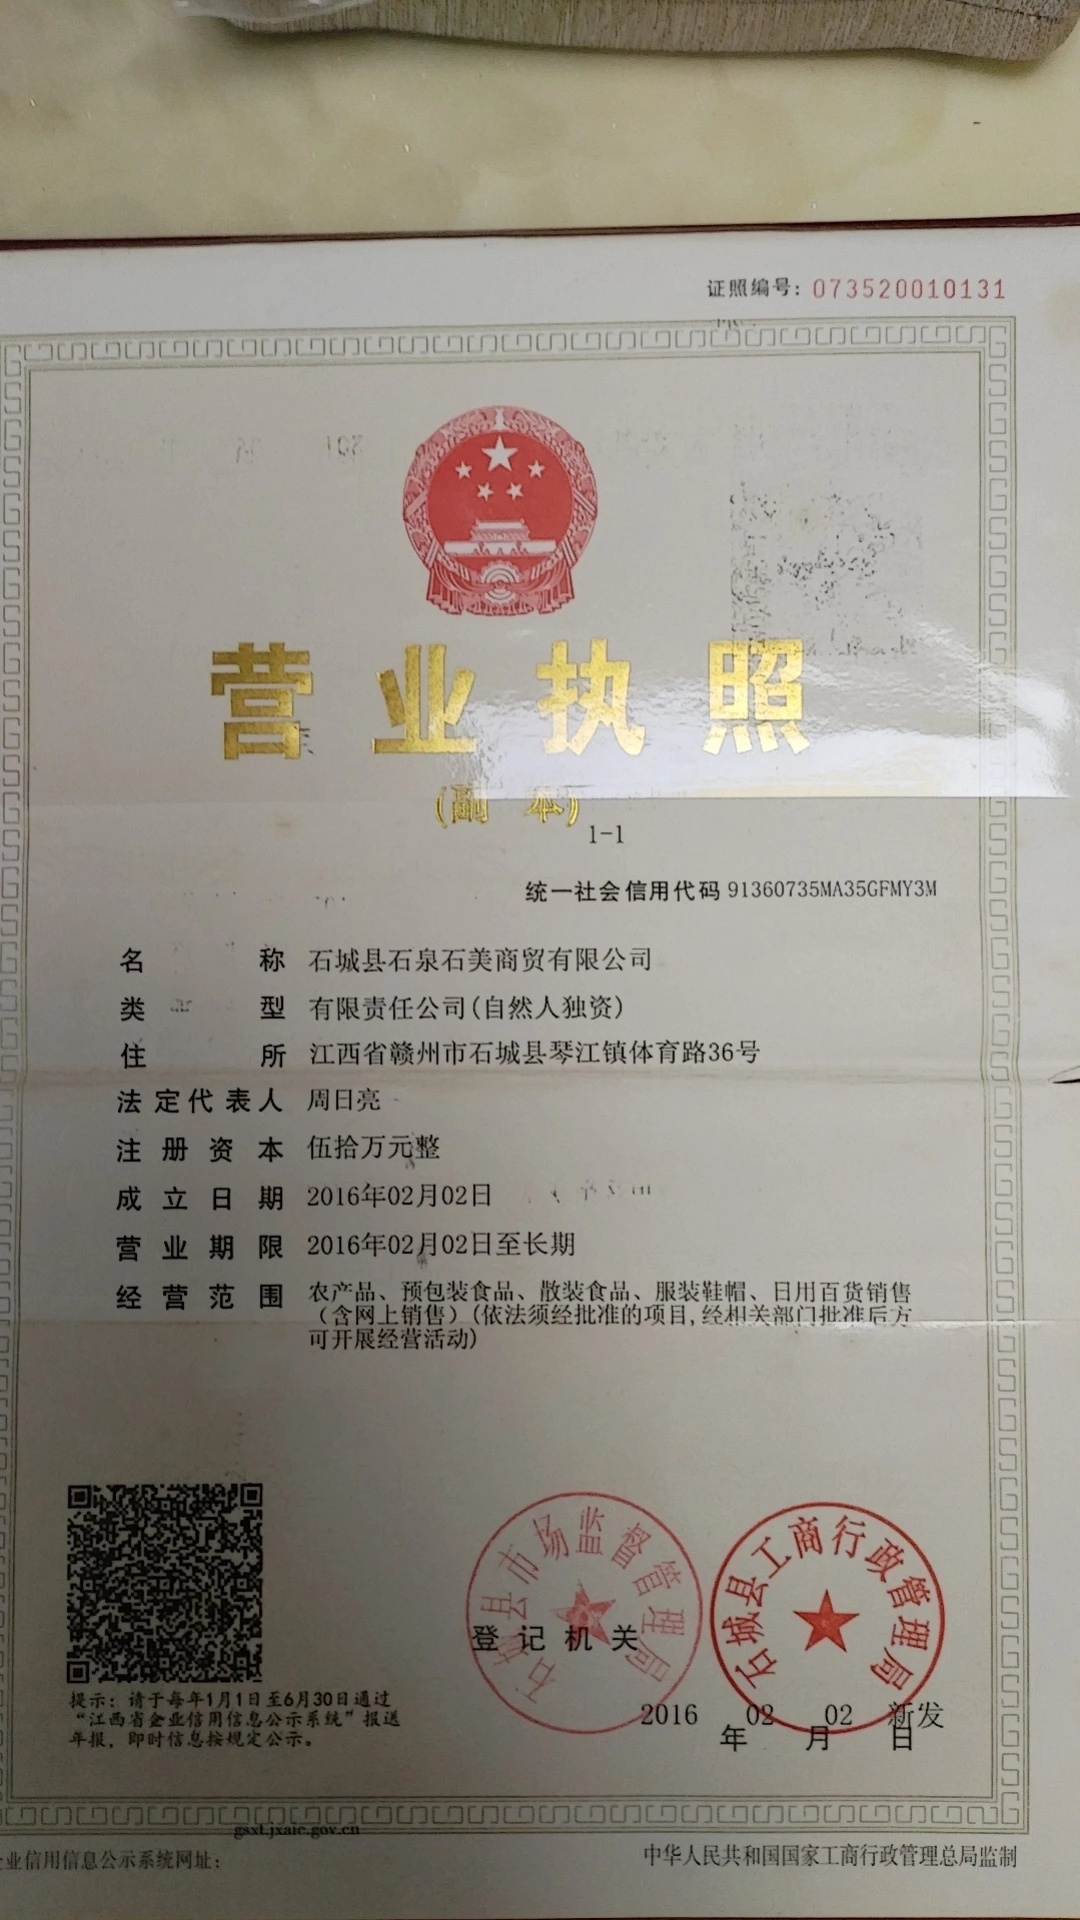 证照编号：073520010131
营业执照
(副 本)
1-1
统一社会信用代码 91360735MA35GFMY3M
名称 石城县石泉石美商贸有限公司
类型 有限责任公司(自然人独资)
住所 江西省赣州市石城县琴江镇体育路36号
法定代表人 周日亮
注册资本 伍拾万元整
成立日期 2016年02月02日
营业期限 2016年02月02日至长期
经营范围 农产品、预包装食品、散装食品、服装鞋帽、日用百货销售
（含网上销售）(依法须经批准的项目,经相关部门批准后方
可开展经营活动)
石城县市场监督管理局
石城县工商行政管理局
登记机关
2016 02 02 新发
年 月 日
提示：请于每年1月1日至6月30日通过
“江西省企业信用信息公示系统”报送
年报，即时信息按规定公示。
gsxt.jxaic.gov.cn
业信用信息公示系统网址：
中华人民共和国国家工商行政管理总局监制